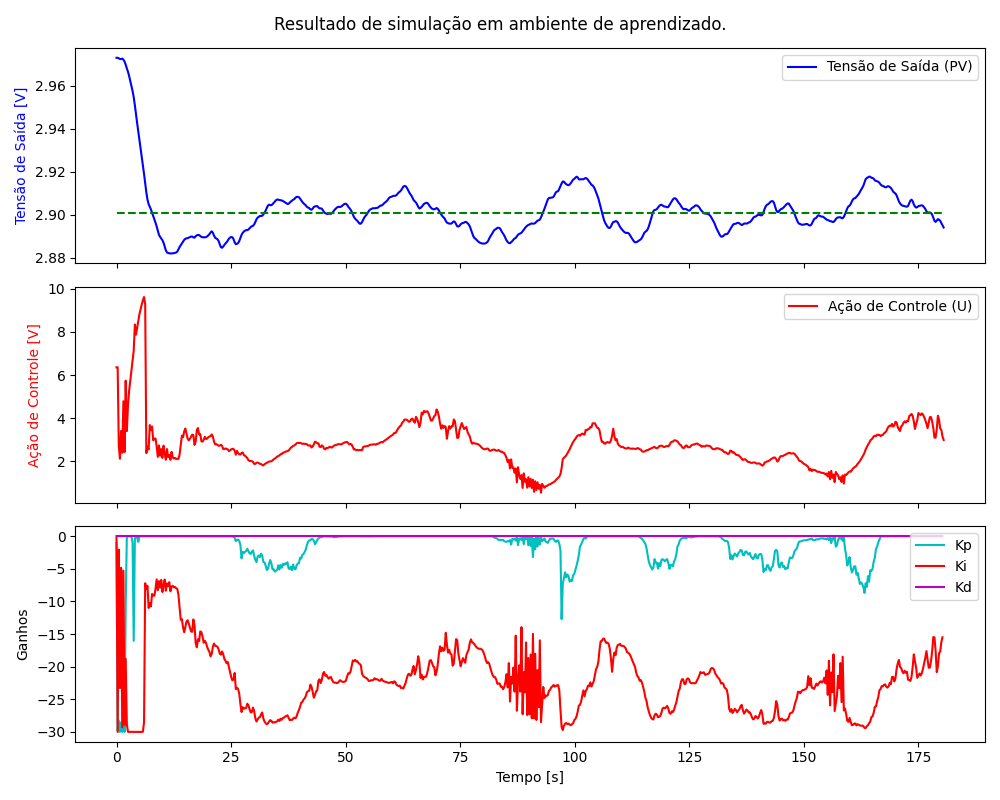 Resultado de simulação em ambiente de aprendizado.
Tensão de Saída [V]
2.96
2.94
2.92
2.90
2.88
Tensão de Saída (PV)
Ação de Controle [V]
10
8
6
4
2
Ação de Controle (U)
Ganhos
0
−5
−10
−15
−20
−25
−30
Kp
Ki
Kd
0 25 50 75 100 125 150 175
Tempo [s]